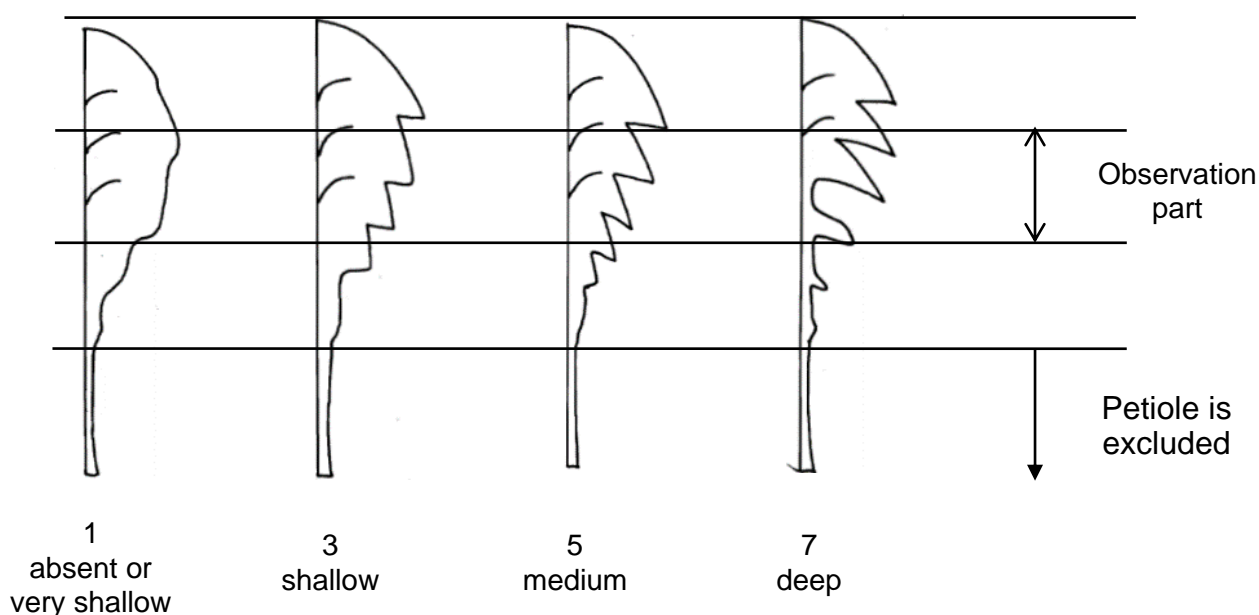 Observation
part
Petiole is
excluded
1
absent or
very shallow
3
shallow
5
medium
7
deep